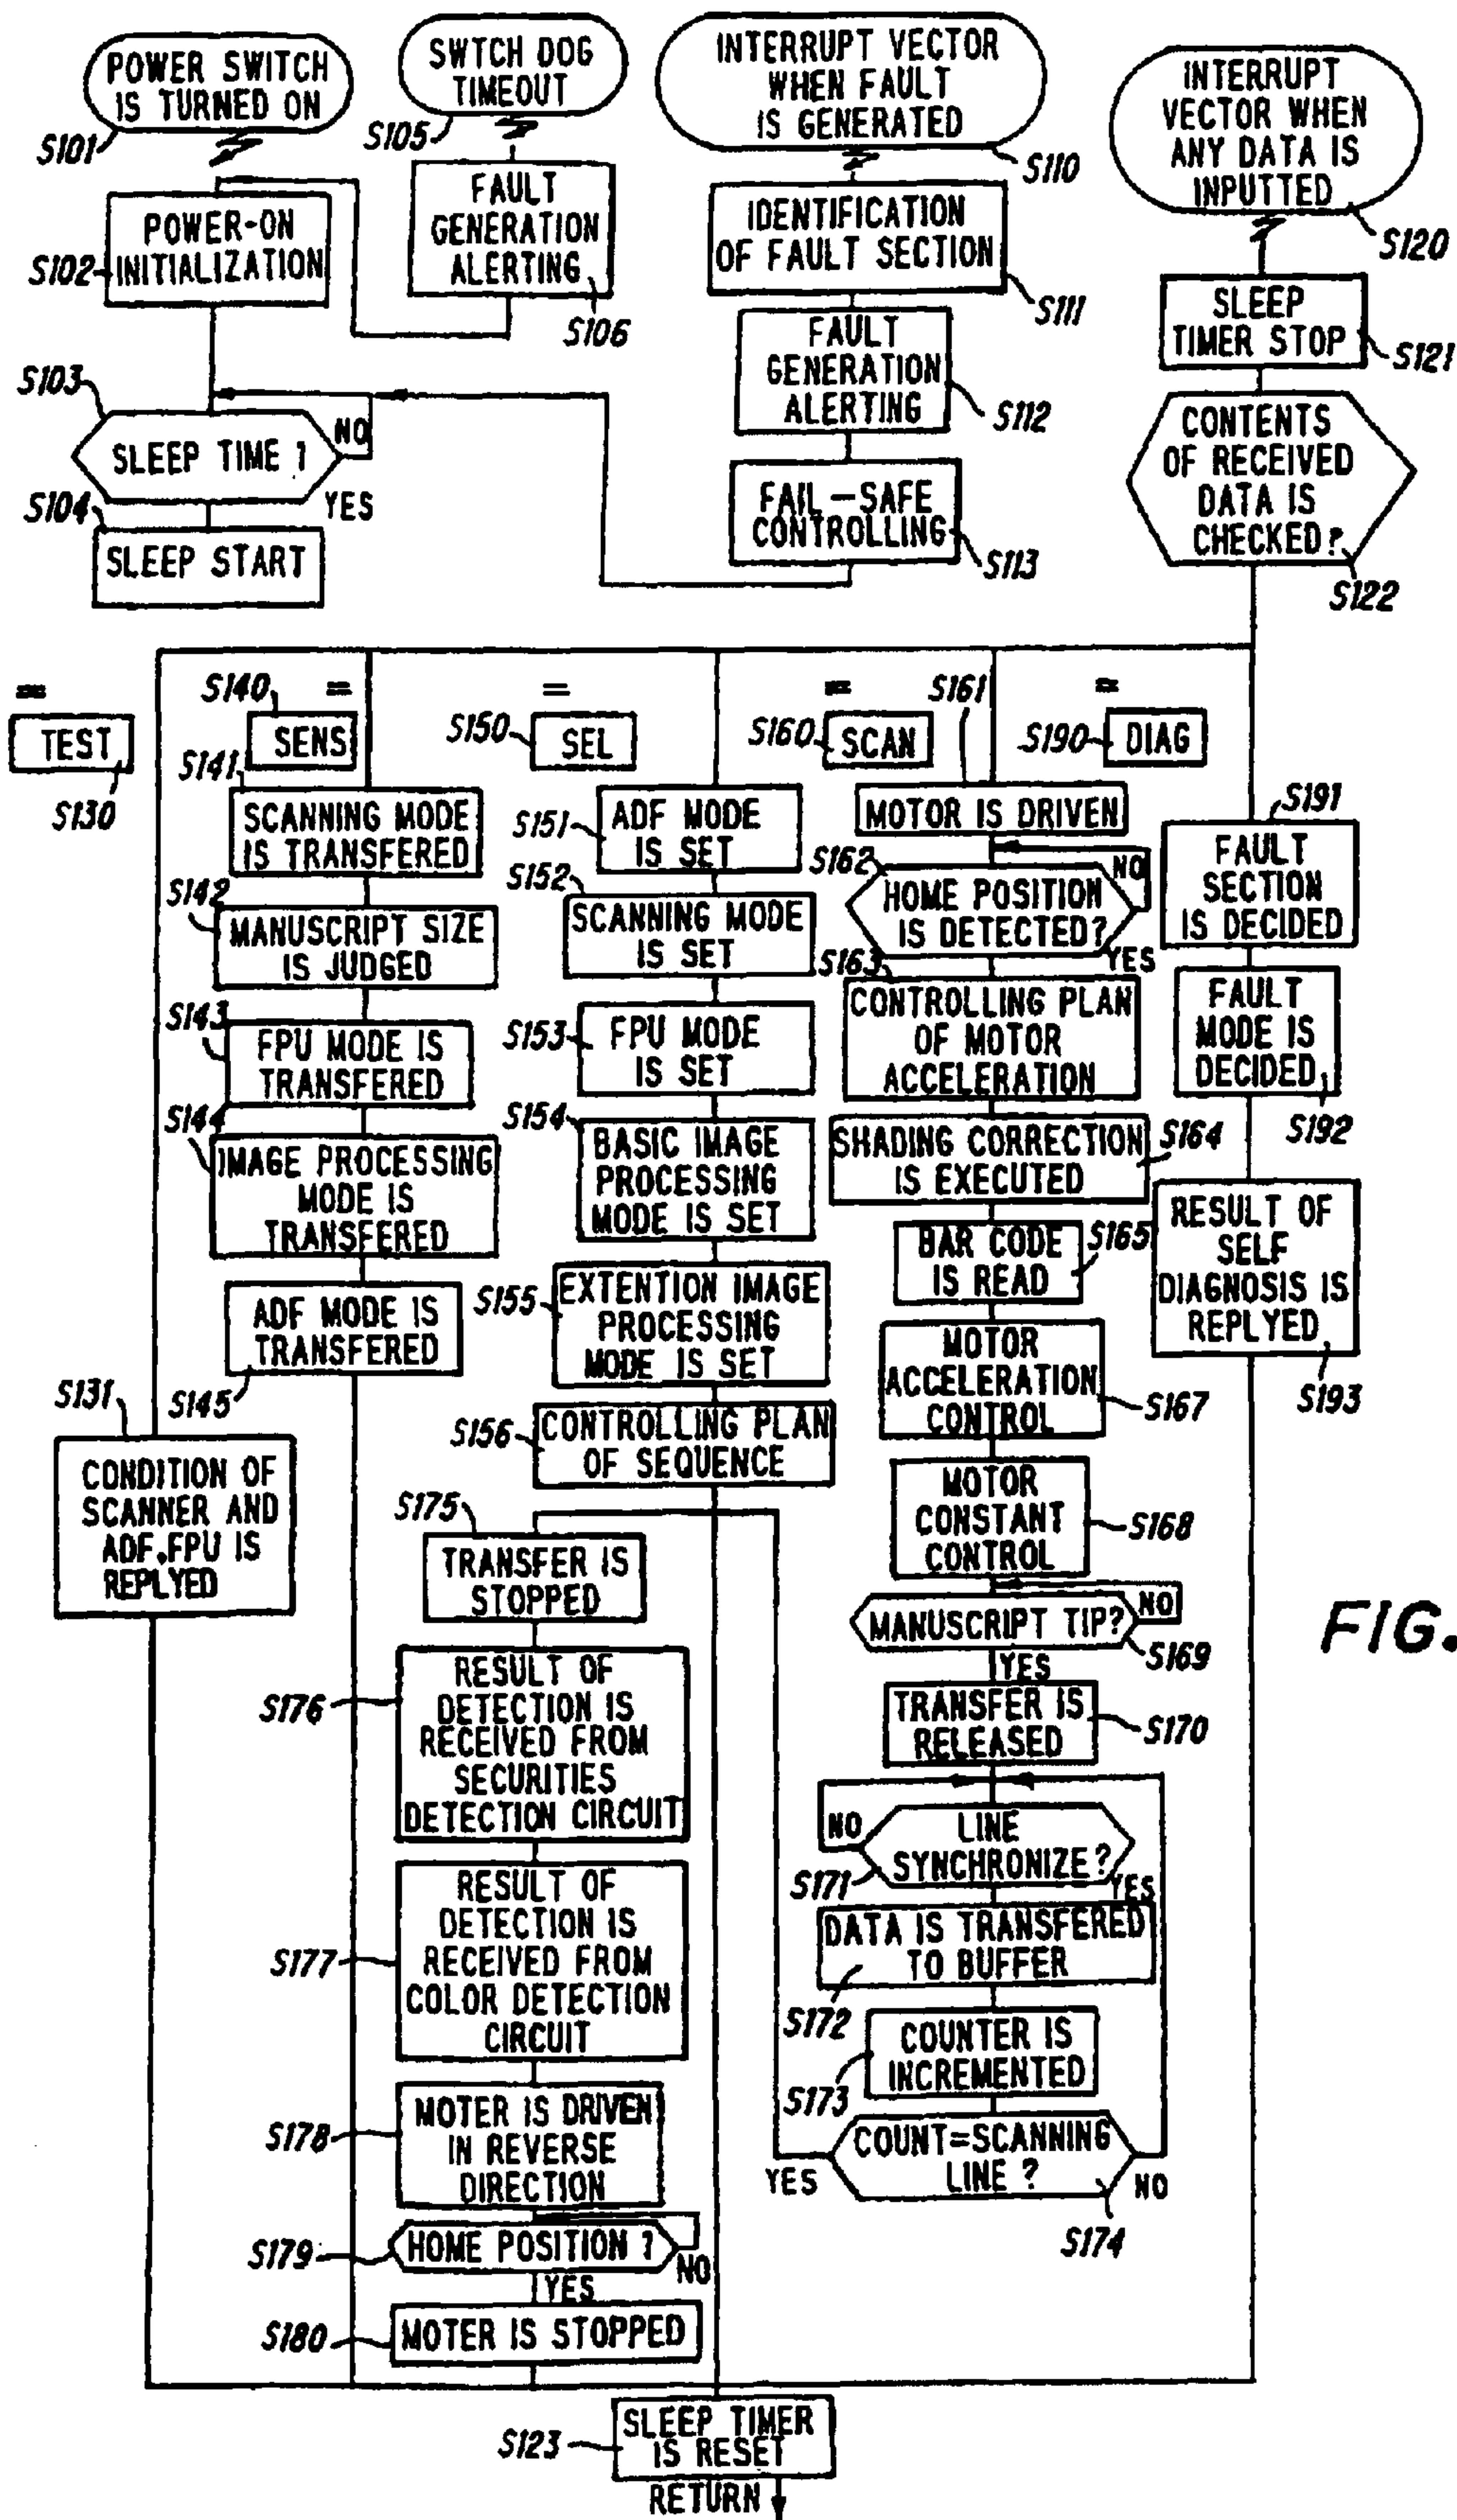 POWER SWITCH
IS TURNED ON
S101
POWER-ON
INITIALIZATION
S102
S103
SLEEP TIME ?
NO
YES
S104
SLEEP START
SWTCH DOG
TIMEOUT
S105
FAULT
GENERATION
ALERTING
S106
INTERRUPT VECTOR
WHEN FAULT
IS GENERATED
S110
IDENTIFICATION
OF FAULT SECTION
S111
FAULT
GENERATION
ALERTING
S112
FAIL-SAFE
CONTROLLING
S113
INTERRUPT
VECTOR WHEN
ANY DATA IS
INPUTTED
S120
SLEEP
TIMER STOP
S121
CONTENTS
OF RECEIVED
DATA IS
CHECKED?
S122
=
TEST
S130
S131
CONDITION OF
SCANNER AND
ADF.FPU IS
REPLYED
S140
=
SENS
S141
SCANNING MODE
IS TRANSFERED
S142
MANUSCRIPT SIZE
IS JUDGED
S143
FPU MODE IS
TRANSFERED
S144
IMAGE PROCESSING
MODE IS
TRANSFERED
ADF MODE IS
TRANSFERED
S145
=
S150
SEL
S151
ADF MODE
IS SET
S152
SCANNING MODE
IS SET
S153
FPU MODE
IS SET
S154
BASIC IMAGE
PROCESSING
MODE IS SET
S155
EXTENTION IMAGE
PROCESSING
MODE IS SET
S156
CONTROLLING PLAN
OF SEQUENCE
=
S160
SCAN
S161
MOTOR IS DRIVEN
S162
HOME POSITION
IS DETECTED?
NO
YES
S163
CONTROLLING PLAN
OF MOTOR
ACCELERATION
SHADING CORRECTION
IS EXECUTED
S164
BAR CODE
IS READ
S165
MOTOR
ACCELERATION
CONTROL
S167
MOTOR
CONSTANT
CONTROL
S168
MANUSCRIPT TIP?
NO
S169
YES
TRANSFER IS
RELEASED
S170
NO
LINE
SYNCHRONIZE?
S171
YES
DATA IS TRANSFERED
TO BUFFER
S172
COUNTER IS
INCREMENTED
S173
COUNT=SCANNING
LINE ?
YES
NO
S174
S175
TRANSFER IS
STOPPED
S176
RESULT OF
DETECTION IS
RECEIVED FROM
SECURITIES
DETECTION CIRCUIT
S177
RESULT OF
DETECTION IS
RECEIVED FROM
COLOR DETECTION
CIRCUIT
S178
MOTER IS DRIVEN
IN REVERSE
DIRECTION
S179
HOME POSITION ?
NO
YES
S180
MOTER IS STOPPED
=
S190
DIAG
S191
FAULT
SECTION
IS DECIDED
FAULT
MODE IS
DECIDED
S192
RESULT OF
SELF
DIAGNOSIS IS
REPLYED
S193
FIG.
S123
SLEEP TIMER
IS RESET
RETURN